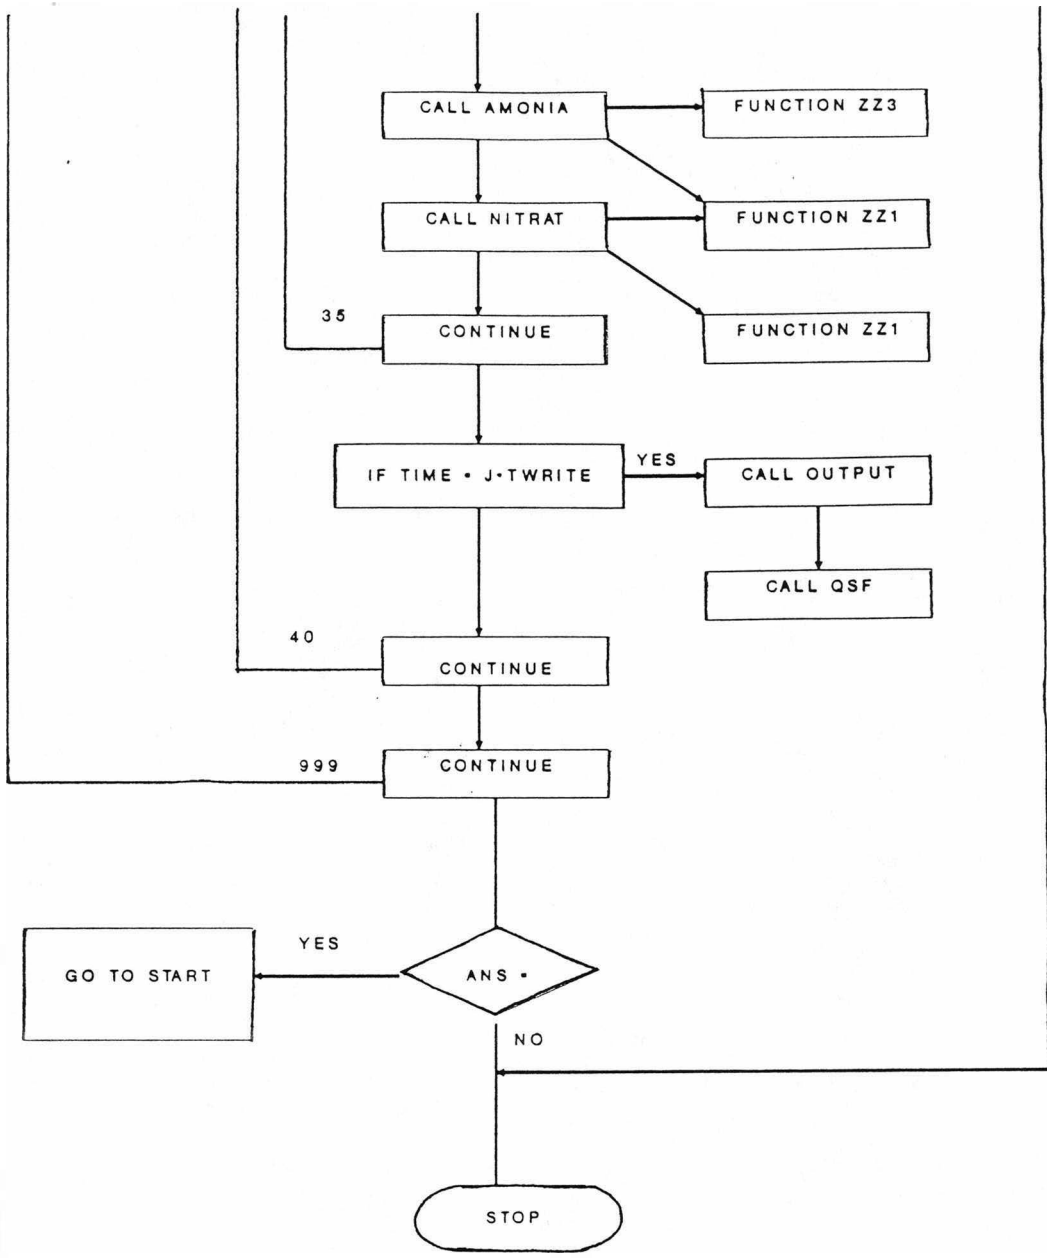 CALL AMONIA
FUNCTION ZZ3
CALL NITRAT
FUNCTION ZZ1
35
CONTINUE
FUNCTION ZZ1
IF TIME = J*TWRITE
YES
CALL OUTPUT
CALL QSF
40
CONTINUE
999
CONTINUE
YES
GO TO START
ANS =
NO
STOP